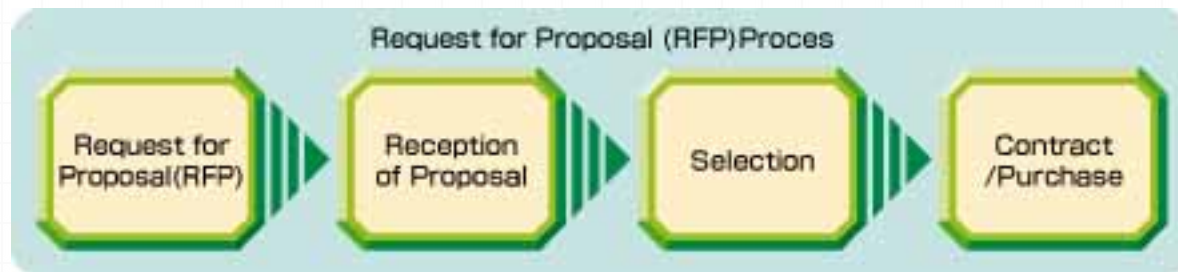 Request for Proposal (RFP)Proces
Request for
Proposal(RFP)
Reception
of Proposal
Selection
Contract
/Purchase